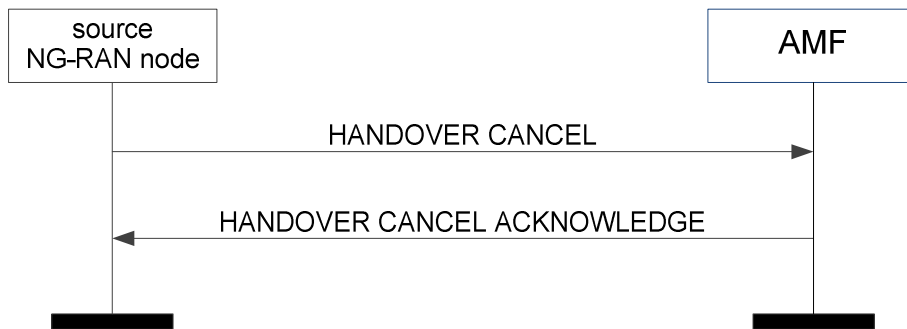 source
NG-RAN node
AMF
HANDOVER CANCEL
HANDOVER CANCEL ACKNOWLEDGE